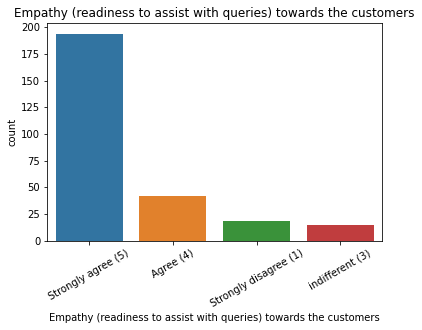 Empathy (readiness to assist with queries) towards the customers
200
175
150
125
100
75
50
25
0
count
Strongly agree (5)
Agree (4)
Strongly disagree (1)
indifferent (3)
Empathy (readiness to assist with queries) towards the customers